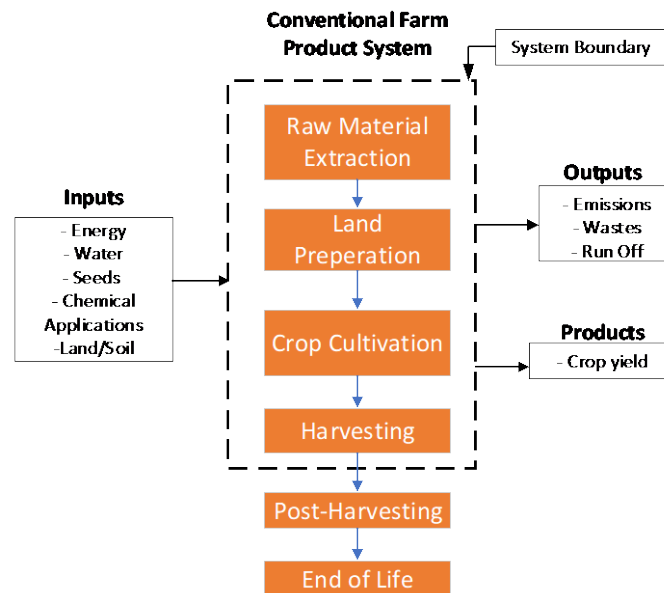 Conventional Farm
Product System
System Boundary
Raw Material
Extraction
Inputs
- Energy
- Water
- Seeds
- Chemical
Applications
-Land/Soil
Land
Preperation
Outputs
- Emissions
- Wastes
- Run Off
Crop Cultivation
Products
- Crop yield
Harvesting
Post-Harvesting
End of Life